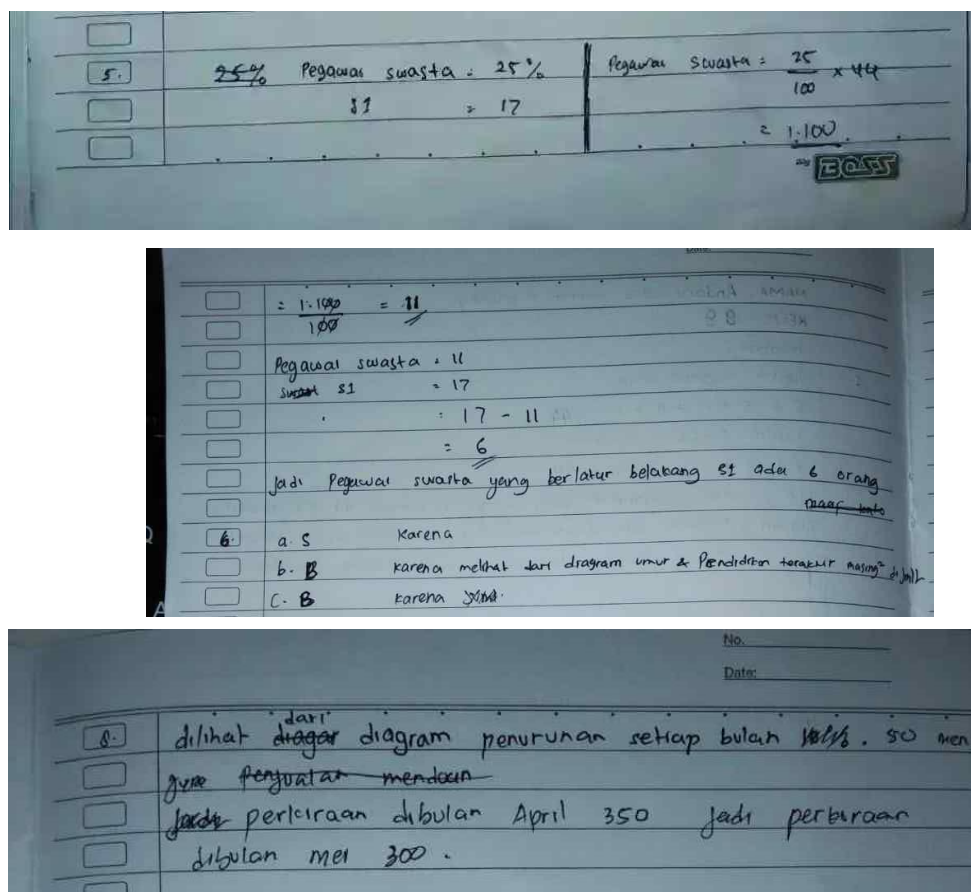 5. 25% Pegawai swasta = 25%
S1 = 17
Pegawai Swasta = 25/100 x 44
= 1.100
BOSS
= 1.100/100 = 11
Pegawai swasta = 11
S1 = 17
= 17 - 11
= 6
Jadi Pegawai swasta yang berlatar belakang S1 ada 6 orang
6. a. S Karena
b. B Karena melihat dari diagram umur & Pendidikan terakhir masing²
C. B Karena
No.
Date:
8. dilihat dari diagram penurunan setiap bulan 50 men
Penjualan mendoan
perkiraan dibulan April 350 Jadi perkiraan
dibulan mei 300.